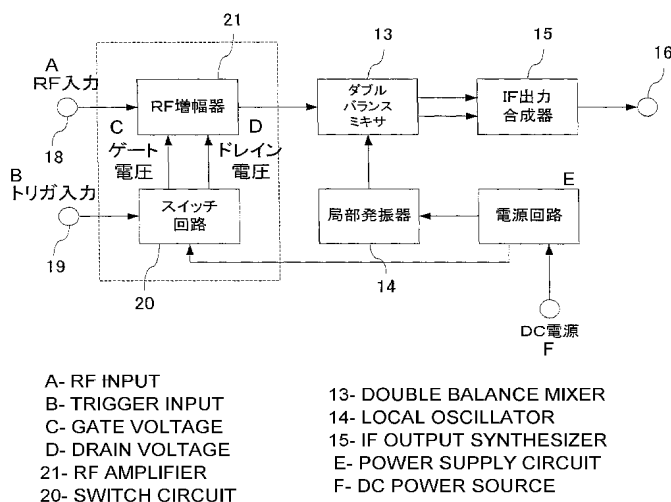 21
13
15
16
A
RF入力
RF増幅器
ダブル
バランス
ミキサ
IF出力
合成器
18
C
ゲート
電圧
D
ドレイン
電圧
B
トリガ入力
スイッチ
回路
局部発振器
E
電源回路
19
20
14
DC電源
F
A- RF INPUT
B- TRIGGER INPUT
C- GATE VOLTAGE
D- DRAIN VOLTAGE
21- RF AMPLIFIER
20- SWITCH CIRCUIT
13- DOUBLE BALANCE MIXER
14- LOCAL OSCILLATOR
15- IF OUTPUT SYNTHESIZER
E- POWER SUPPLY CIRCUIT
F- DC POWER SOURCE